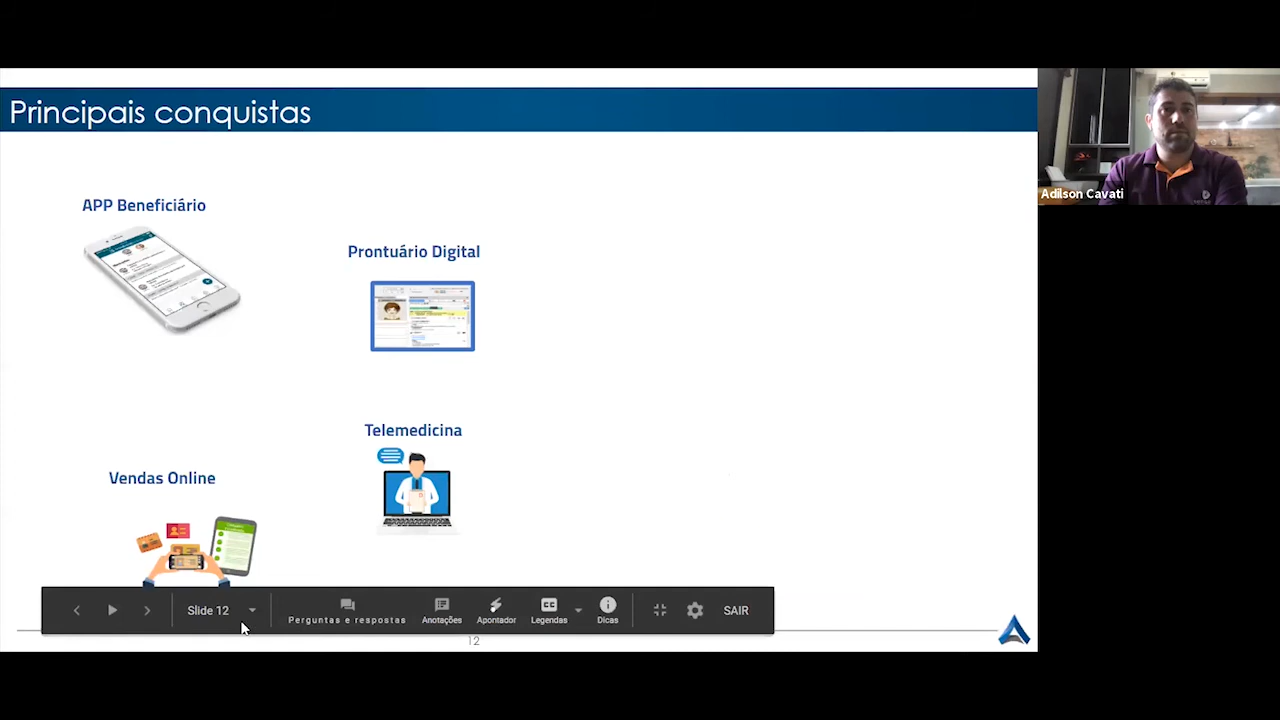 Principais conquistas
APP Beneficiário
Prontuário Digital
Telemedicina
Vendas Online
Slide 12
Perguntas e respostas
Anotações
Apontador
Legendas
Dicas
SAIR
12
Adilson Cavati